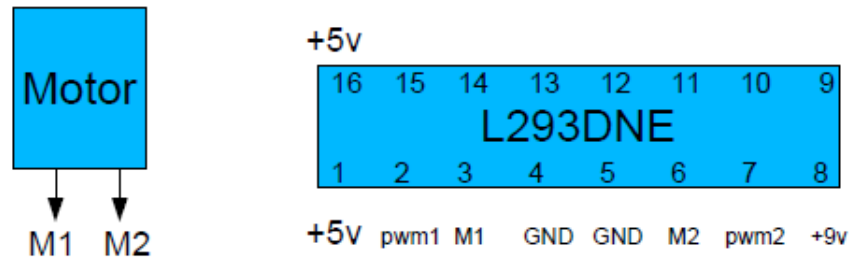 +5v
Motor
16 15 14 13 12 11 10 9
L293DNE
1 2 3 4 5 6 7 8
M1 M2
+5V pwm1 M1 GND GND M2 pwm2 +9v